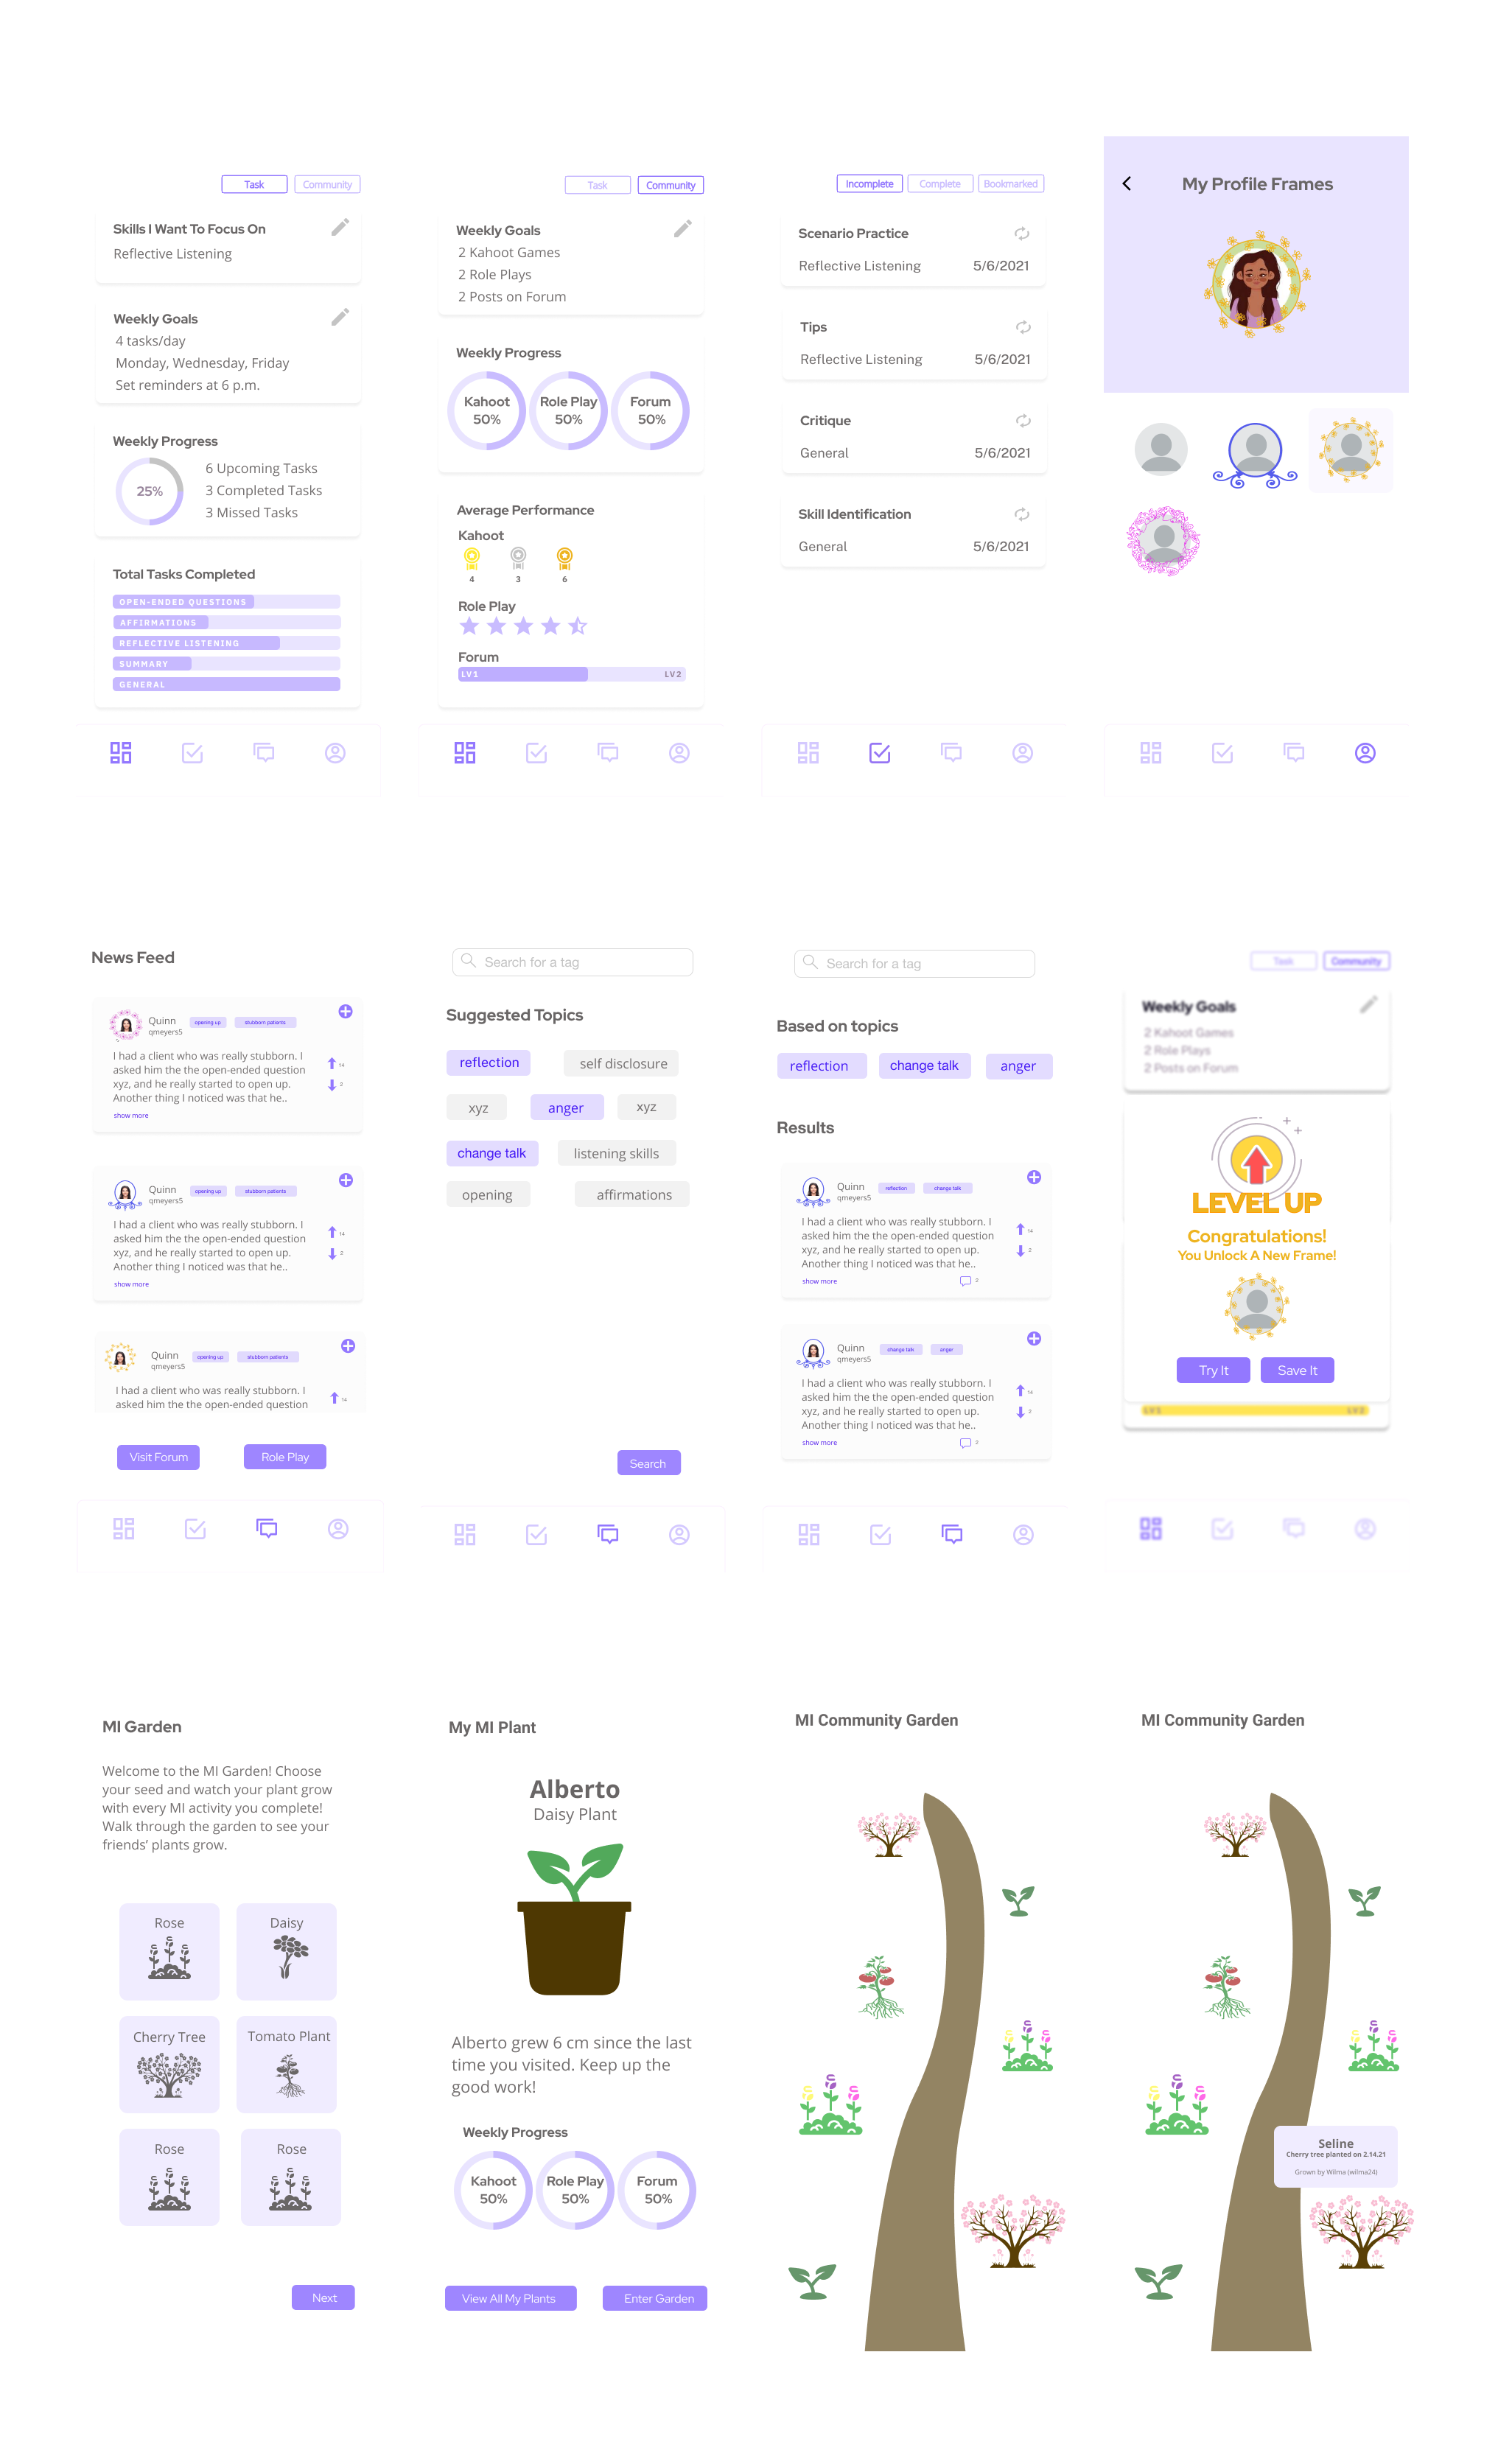 Task
Community
Skills I Want To Focus On
Reflective Listening
Weekly Goals
4 tasks/day
Monday, Wednesday, Friday
Set reminders at 6 p.m.
Weekly Progress
25%
6 Upcoming Tasks
3 Completed Tasks
3 Missed Tasks
Total Tasks Completed
OPEN-ENDED QUESTIONS
AFFIRMATIONS
REFLECTIVE LISTENING
SUMMARY
GENERAL
Task
Community
Weekly Goals
2 Kahoot Games
2 Role Plays
2 Posts on Forum
Weekly Progress
Kahoot
50%
Role Play
50%
Forum
50%
Average Performance
Kahoot
4
3
6
Role Play
Forum
LV1
LV2
Incomplete
Complete
Bookmarked
Scenario Practice
Reflective Listening
5/6/2021
Tips
Reflective Listening
5/6/2021
Critique
General
5/6/2021
Skill Identification
General
5/6/2021
My Profile Frames
News Feed
Quinn
qmeyers5
opening up
stubborn patients
I had a client who was really stubborn. I
asked him the the open-ended question
xyz, and he really started to open up.
Another thing I noticed was that he..
show more
14
2
Quinn
qmeyers5
opening up
stubborn patients
I had a client who was really stubborn. I
asked him the the open-ended question
xyz, and he really started to open up.
Another thing I noticed was that he..
show more
14
2
Quinn
qmeyers5
opening up
stubborn patients
I had a client who was really stubborn. I
asked him the the open-ended question
14
Visit Forum
Role Play
Search for a tag
Suggested Topics
reflection
self disclosure
xyz
anger
xyz
change talk
listening skills
opening
affirmations
Search
Search for a tag
Based on topics
reflection
change talk
anger
Results
Quinn
qmeyers5
reflection
change talk
I had a client who was really stubborn. I
asked him the the open-ended question
xyz, and he really started to open up.
Another thing I noticed was that he..
show more
14
2
2
Quinn
qmeyers5
change talk
anger
I had a client who was really stubborn. I
asked him the the open-ended question
xyz, and he really started to open up.
Another thing I noticed was that he..
show more
14
2
2
Task
Community
Weekly Goals
2 Kahoot Games
2 Role Plays
2 Posts on Forum
LEVEL UP
Congratulations!
You Unlock A New Frame!
Try It
Save It
LV1
LV2
MI Garden
Welcome to the MI Garden! Choose
your seed and watch your plant grow
with every MI activity you complete!
Walk through the garden to see your
friends' plants grow.
Rose
Daisy
Cherry Tree
Tomato Plant
Rose
Rose
Next
My MI Plant
Alberto
Daisy Plant
Alberto grew 6 cm since the last
time you visited. Keep up the
good work!
Weekly Progress
Kahoot
50%
Role Play
50%
Forum
50%
View All My Plants
Enter Garden
MI Community Garden
MI Community Garden
Seline
Cherry tree planted on 2.14.21
Grown by Wilma (wilma24)